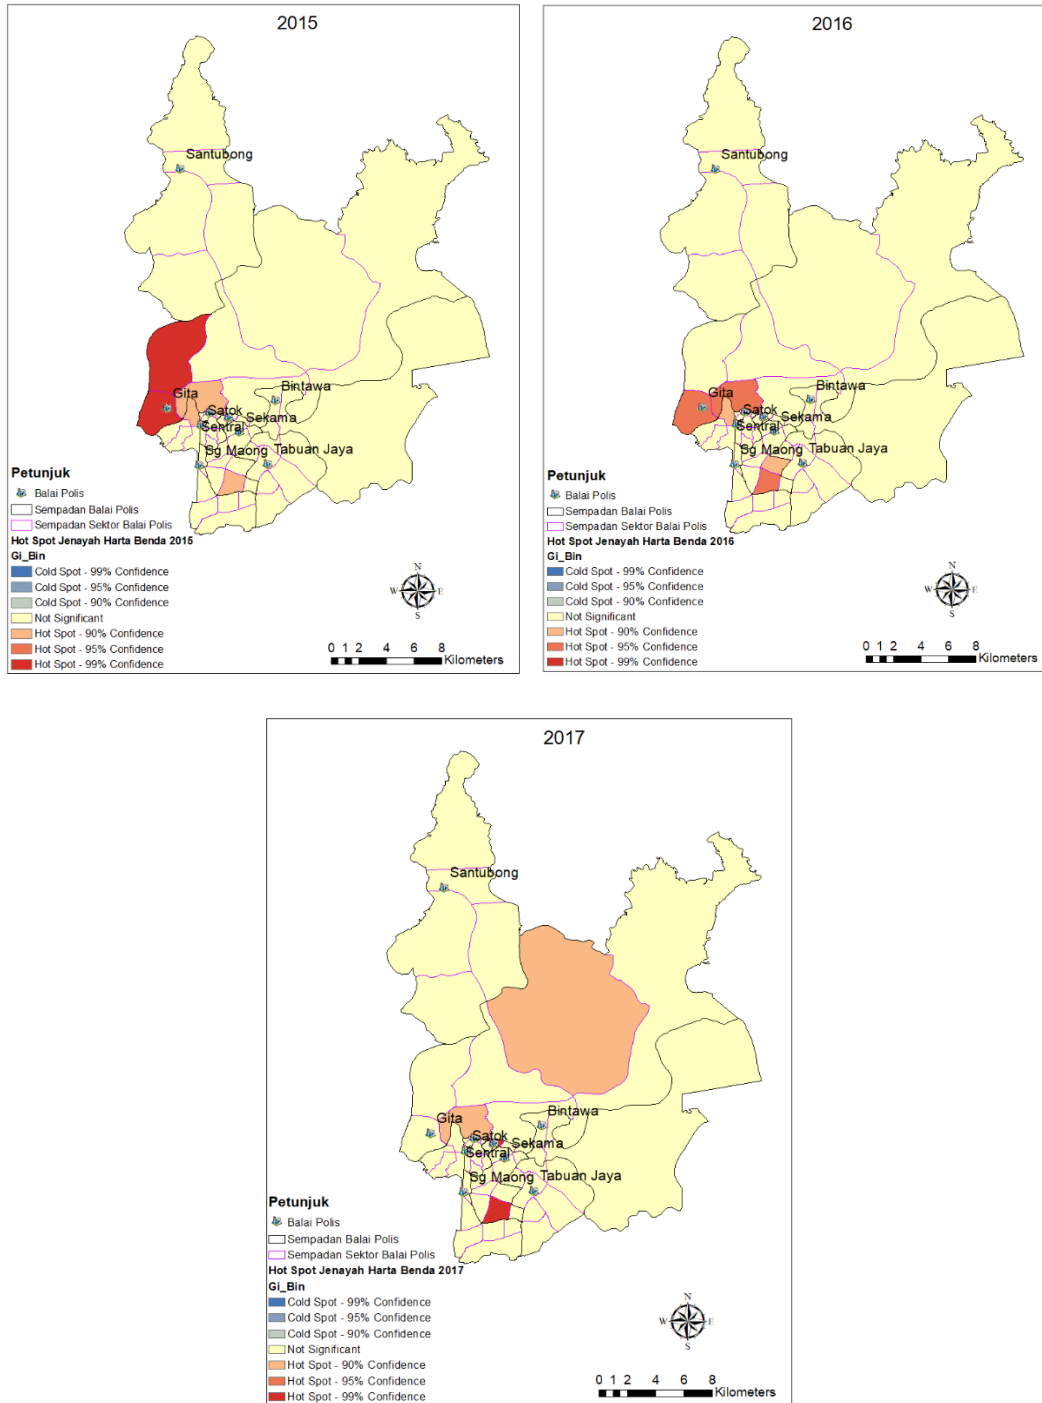 2015
Santubong
Gita
Bintawa
Satok
Sekama
Sentral
Sg Maong
Tabuan Jaya
Petunjuk
Balai Polis
Sempadan Balai Polis
Sempadan Sektor Balai Polis
Hot Spot Jenayah Harta Benda 2015
Gi_Bin
Cold Spot - 99% Confidence
Cold Spot - 95% Confidence
Cold Spot - 90% Confidence
Not Significant
Hot Spot - 90% Confidence
Hot Spot - 95% Confidence
Hot Spot - 99% Confidence
N
W E
S
0 1 2 4 6 8
Kilometers
2016
Santubong
Gita
Bintawa
Satok
Sekama
Sentral
Sg Maong
Tabuan Jaya
Petunjuk
Balai Polis
Sempadan Balai Polis
Sempadan Sektor Balai Polis
Hot Spot Jenayah Harta Benda 2016
Gi_Bin
Cold Spot - 99% Confidence
Cold Spot - 95% Confidence
Cold Spot - 90% Confidence
Not Significant
Hot Spot - 90% Confidence
Hot Spot - 95% Confidence
Hot Spot - 99% Confidence
N
W E
S
0 1 2 4 6 8
Kilometers
2017
Santubong
Gita
Bintawa
Satok
Sekama
Sentral
Sg Maong
Tabuan Jaya
Petunjuk
Balai Polis
Sempadan Balai Polis
Sempadan Sektor Balai Polis
Hot Spot Jenayah Harta Benda 2017
Gi_Bin
Cold Spot - 99% Confidence
Cold Spot - 95% Confidence
Cold Spot - 90% Confidence
Not Significant
Hot Spot - 90% Confidence
Hot Spot - 95% Confidence
Hot Spot - 99% Confidence
N
W E
S
0 1 2 4 6 8
Kilometers